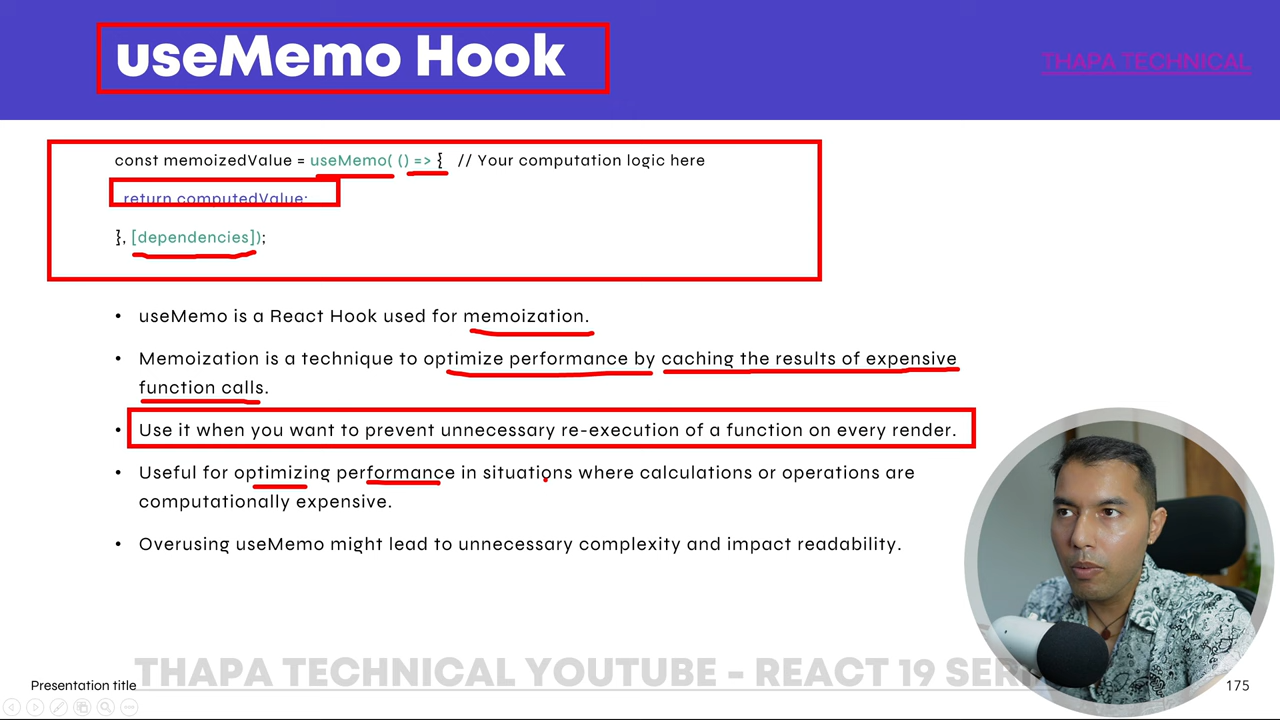 useMemo Hook
THAPA TECHNICAL
const memoizedValue = useMemo( () => { // Your computation logic here
return computedValue;
}, [dependencies]);
• useMemo is a React Hook used for memoization.
• Memoization is a technique to optimize performance by caching the results of expensive
function calls.
• Use it when you want to prevent unnecessary re-execution of a function on every render.
• Useful for optimizing performance in situations where calculations or operations are
computationally expensive.
• Overusing useMemo might lead to unnecessary complexity and impact readability.
THAPA TECHNICAL YOUTUBE - REACT 19 SER
Presentation title
175